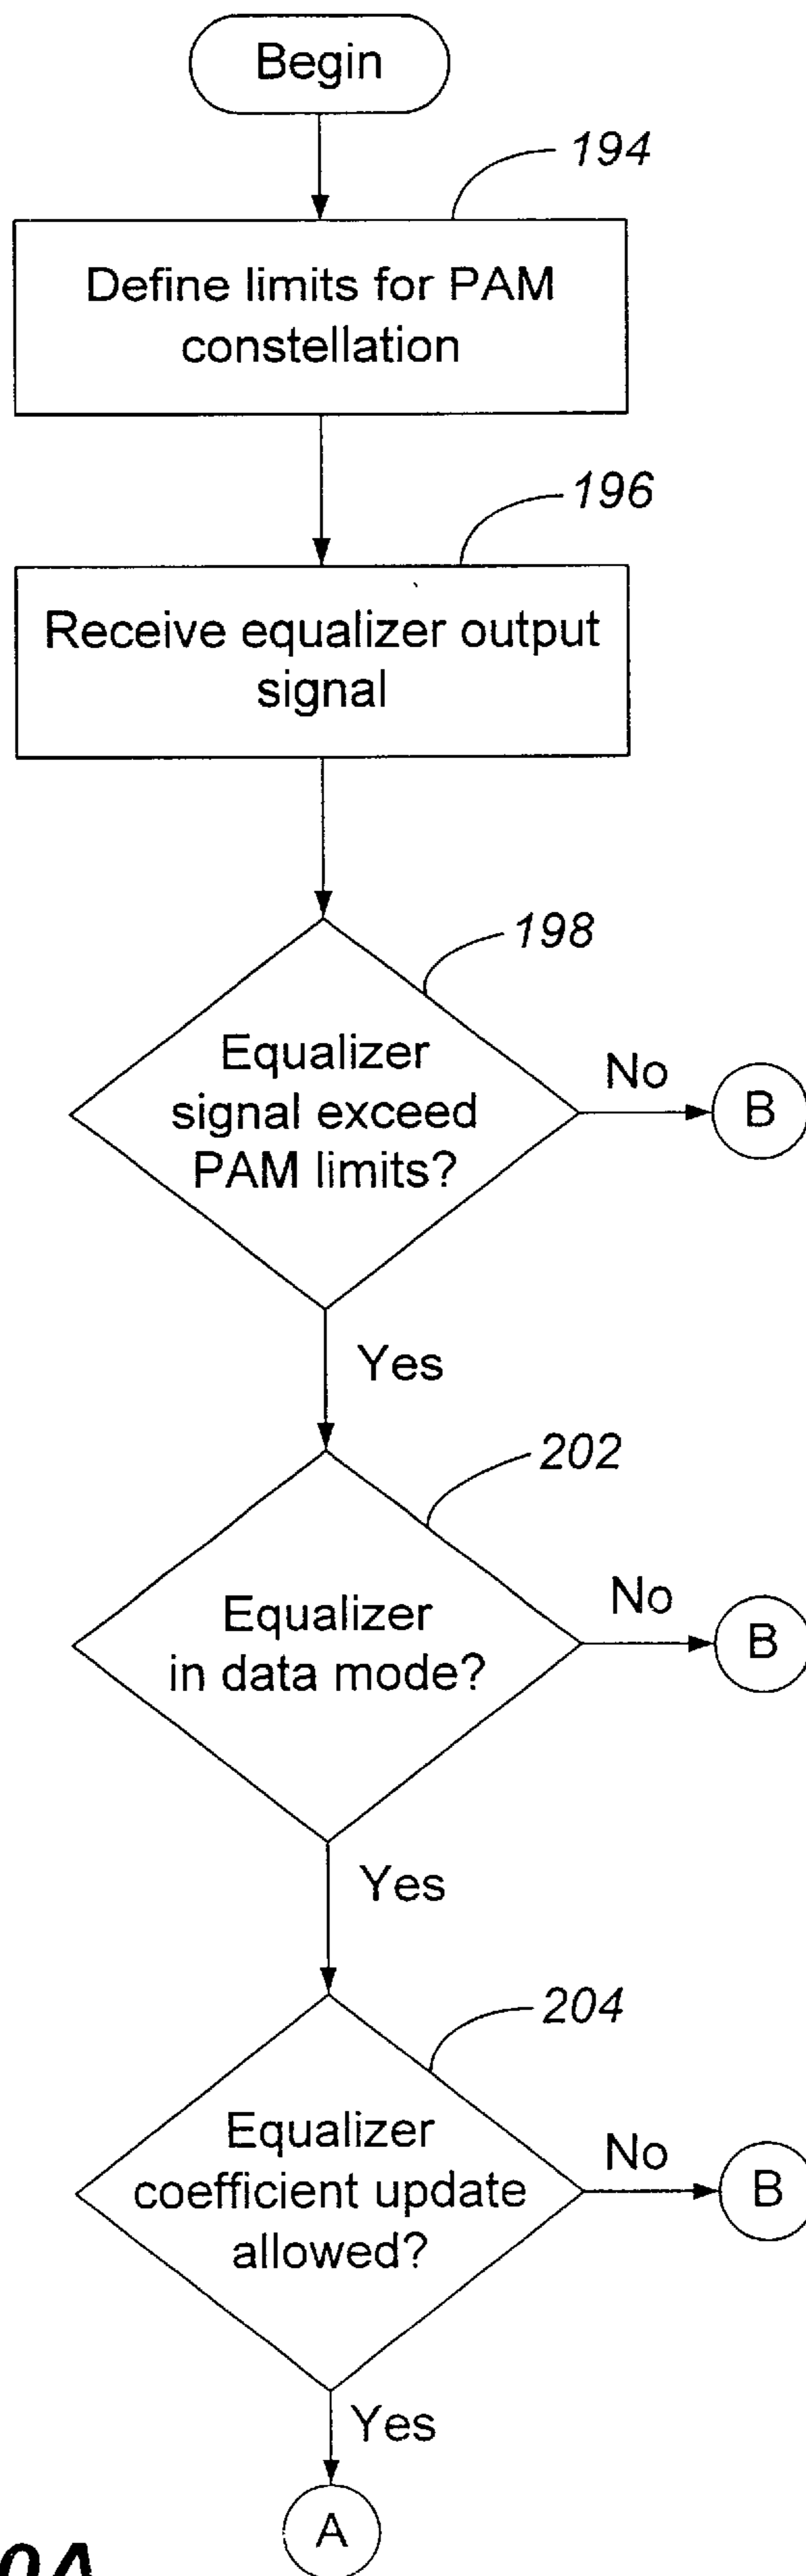 Begin
194
Define limits for PAM
constellation
196
Receive equalizer output
signal
198
Equalizer
signal exceed
PAM limits?
No
B
Yes
202
Equalizer
in data mode?
No
B
Yes
204
Equalizer
coefficient update
allowed?
No
B
Yes
A
0A